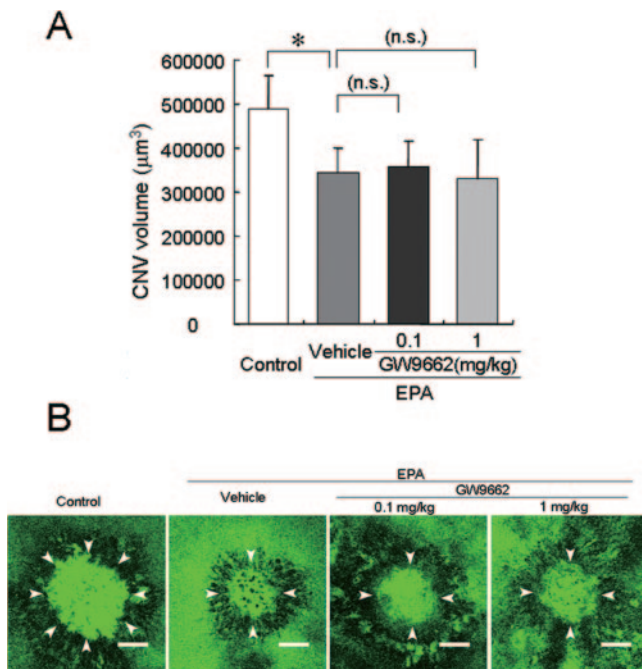 A
*
(n.s.)
(n.s.)
CNV volume (µm³)
600000
500000
400000
300000
200000
100000
0
Control
Vehicle
0.1
1
GW9662(mg/kg)
EPA
B
EPA
Control
Vehicle
GW9662
0.1 mg/kg
1 mg/kg